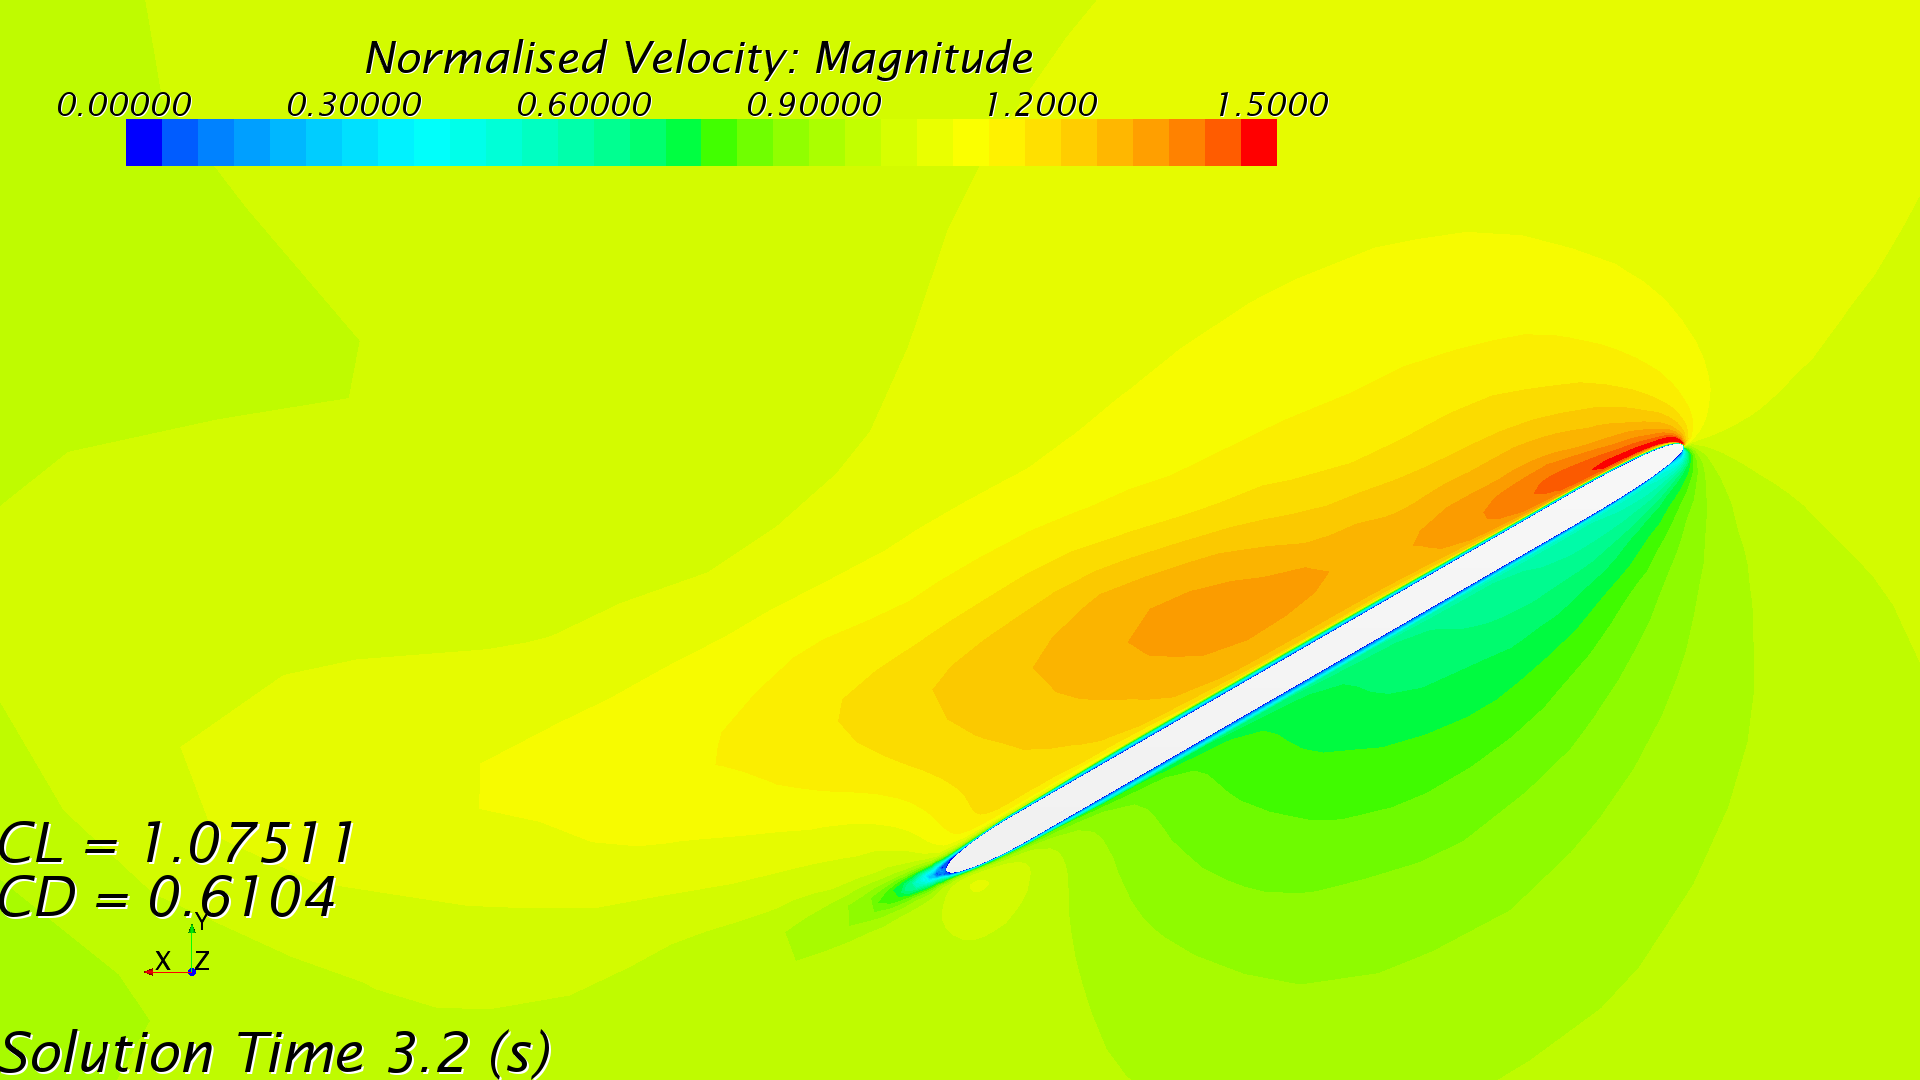 Normalised Velocity: Magnitude
0.00000 0.30000 0.60000 0.90000 1.2000 1.5000
CL = 1.07511
CD = 0.6104
Y
X Z
Solution Time 3.2 (s)